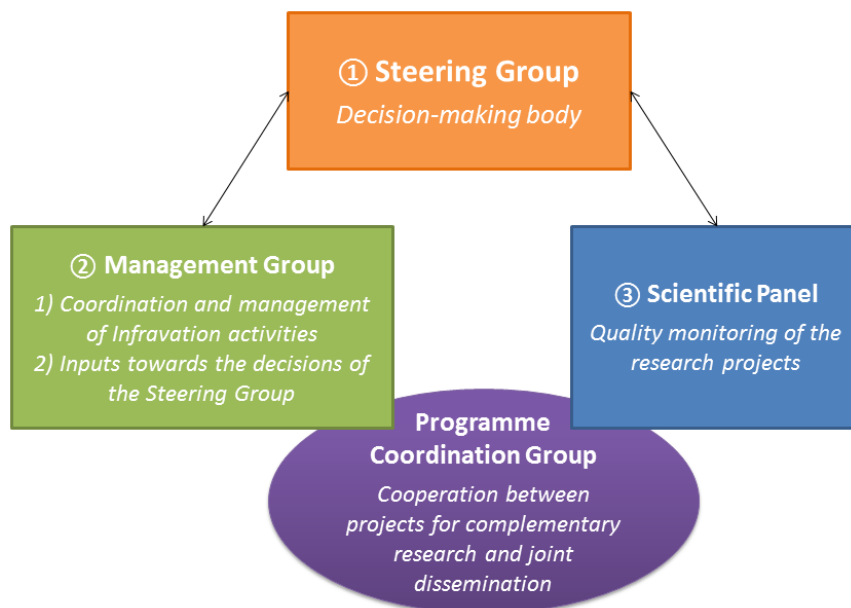 ① Steering Group
Decision-making body
② Management Group
1) Coordination and management
of Infravation activities
2) Inputs towards the decisions of
the Steering Group
③ Scientific Panel
Quality monitoring of the
research projects
Programme
Coordination Group
Cooperation between
projects for complementary
research and joint
dissemination